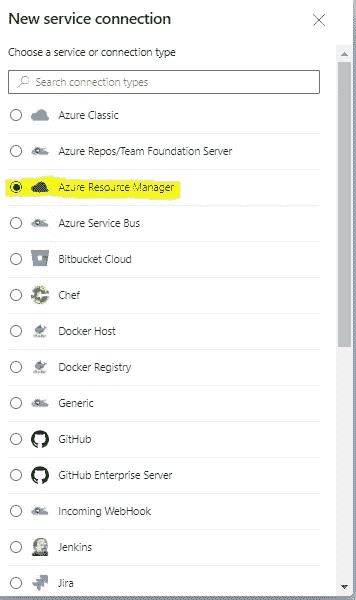 New service connection
Choose a service or connection type
Search connection types
Azure Classic
Azure Repos/Team Foundation Server
Azure Resource Manager
Azure Service Bus
Bitbucket Cloud
Chef
Docker Host
Docker Registry
Generic
GitHub
GitHub Enterprise Server
Incoming WebHook
Jenkins
Jira